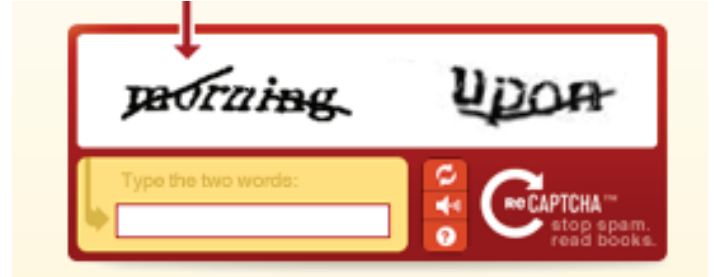 morning upon
Type the two words:
reCAPTCHA™
stop spam.
read books.